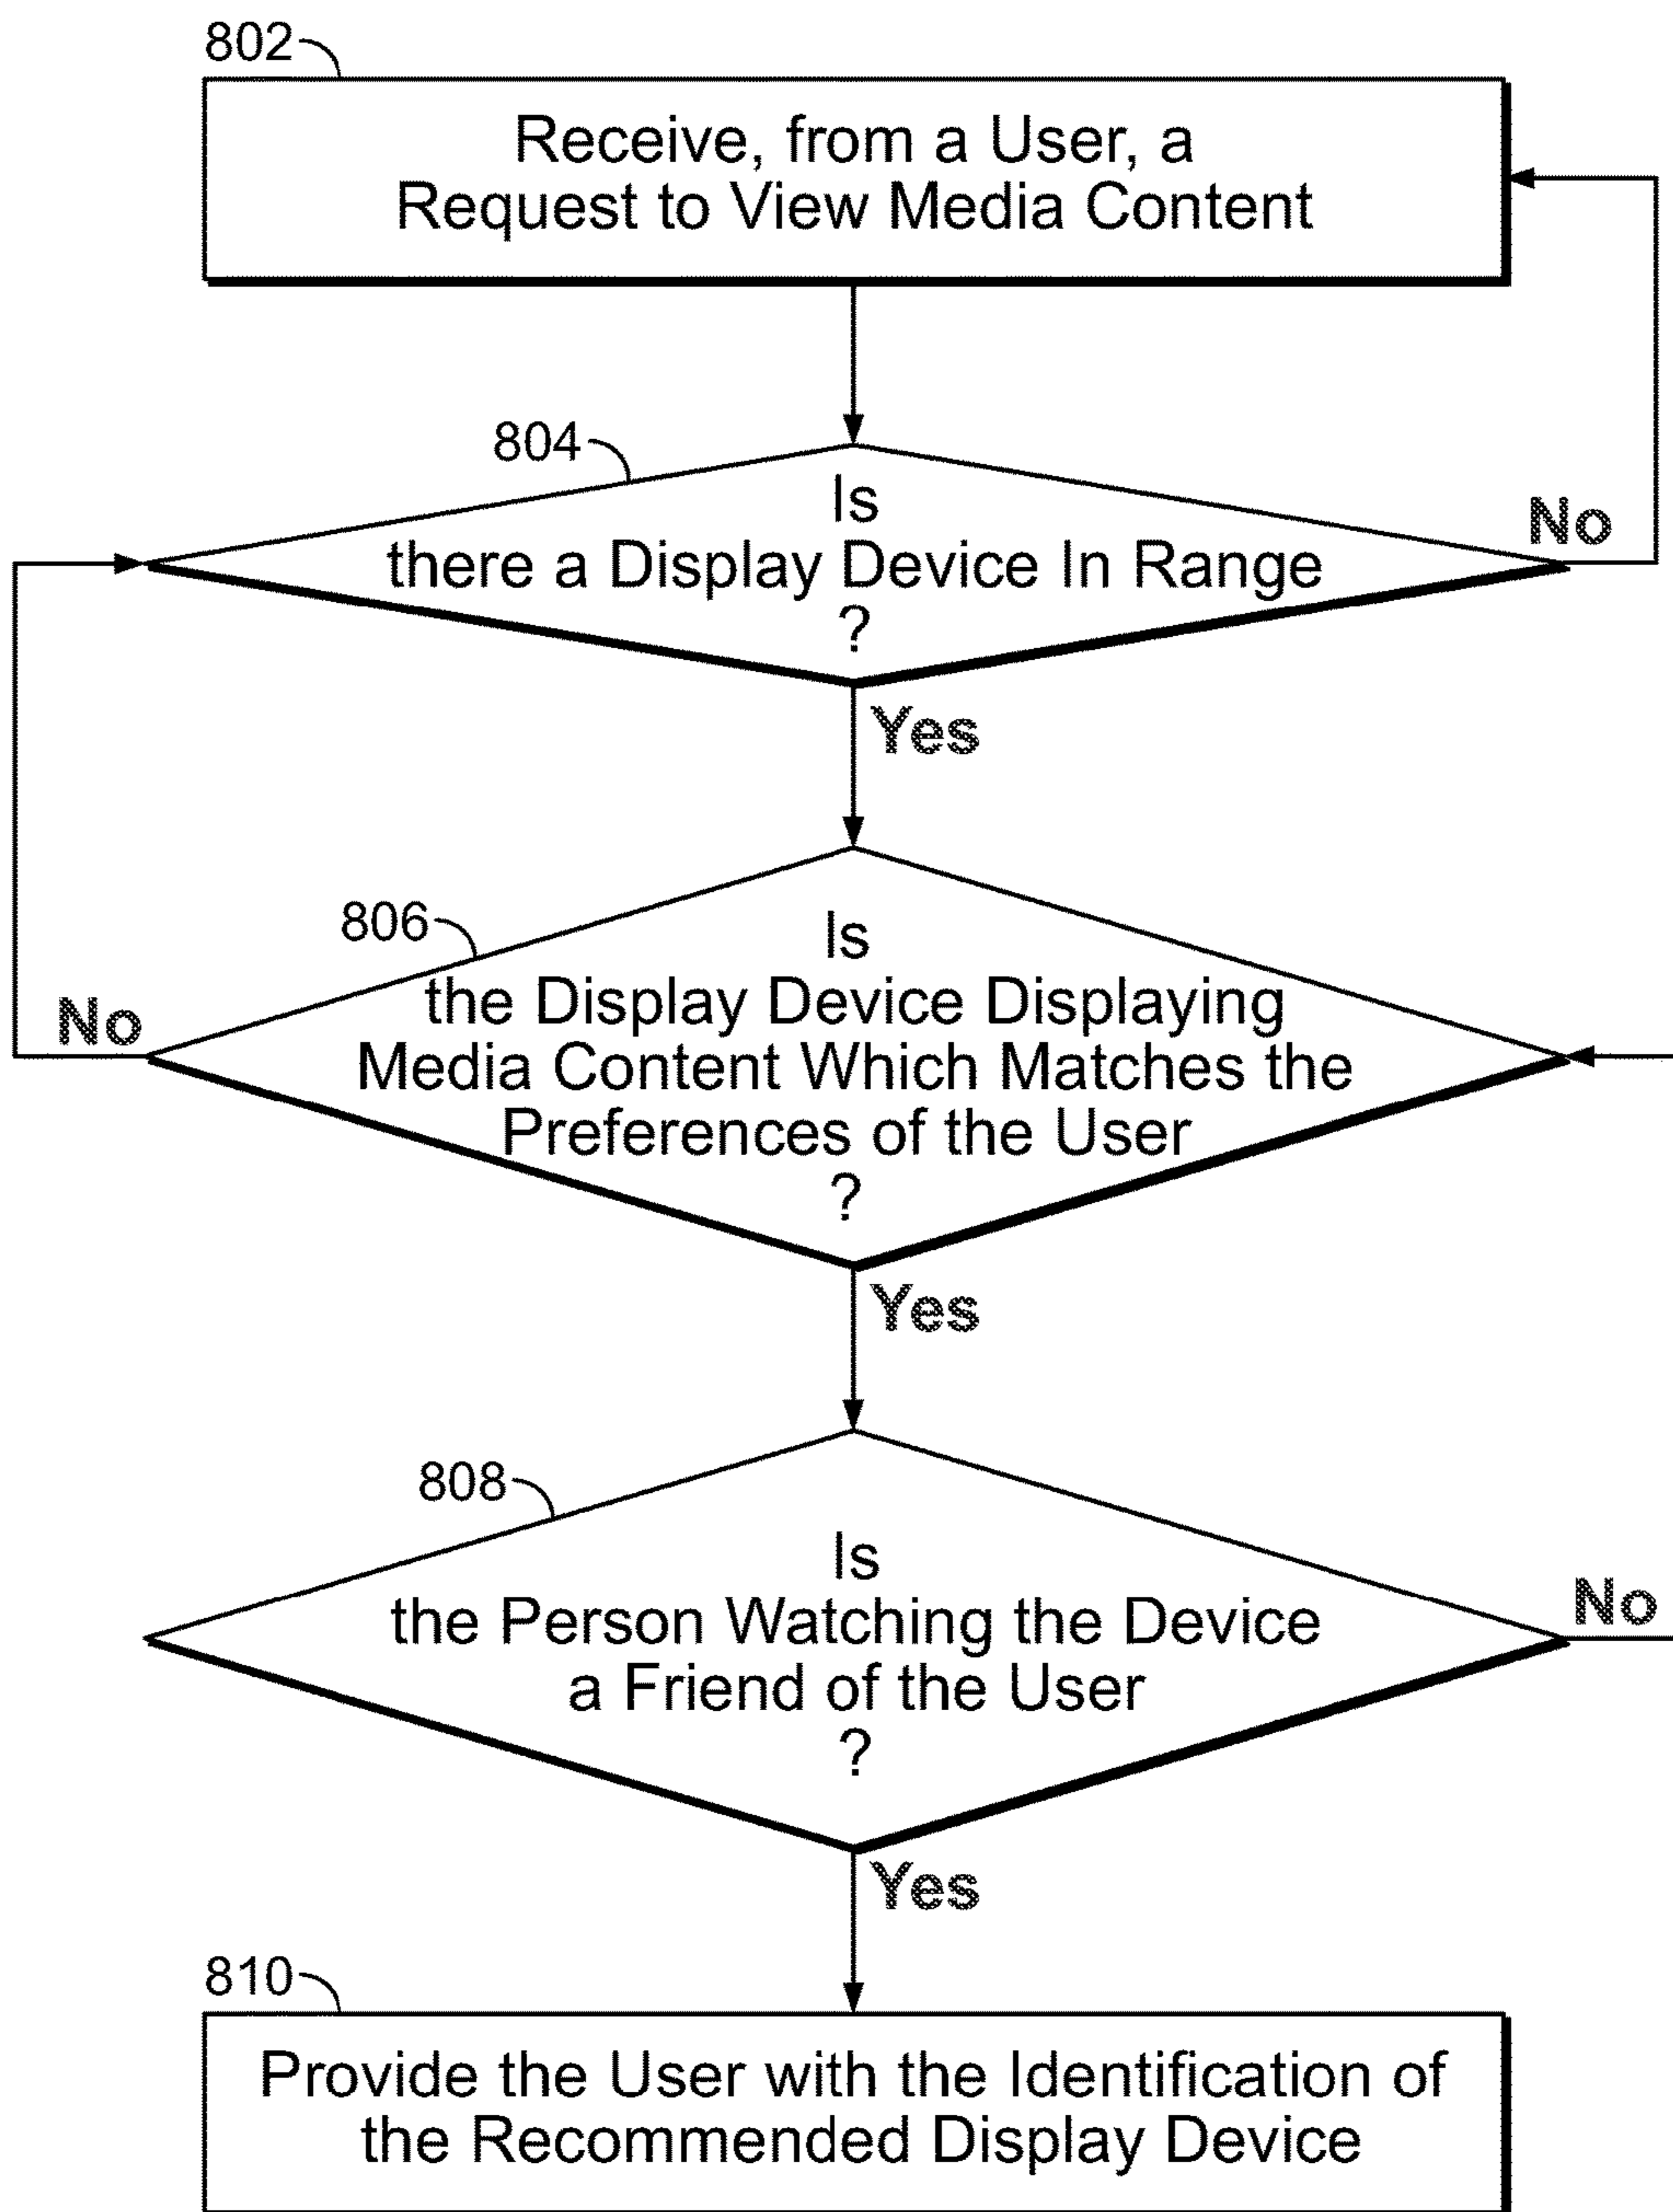 802
Receive, from a User, a
Request to View Media Content
804
Is
there a Display Device In Range
?
No
Yes
806
Is
the Display Device Displaying
Media Content Which Matches the
Preferences of the User
?
No
Yes
808
Is
the Person Watching the Device
a Friend of the User
?
No
Yes
810
Provide the User with the Identification of
the Recommended Display Device